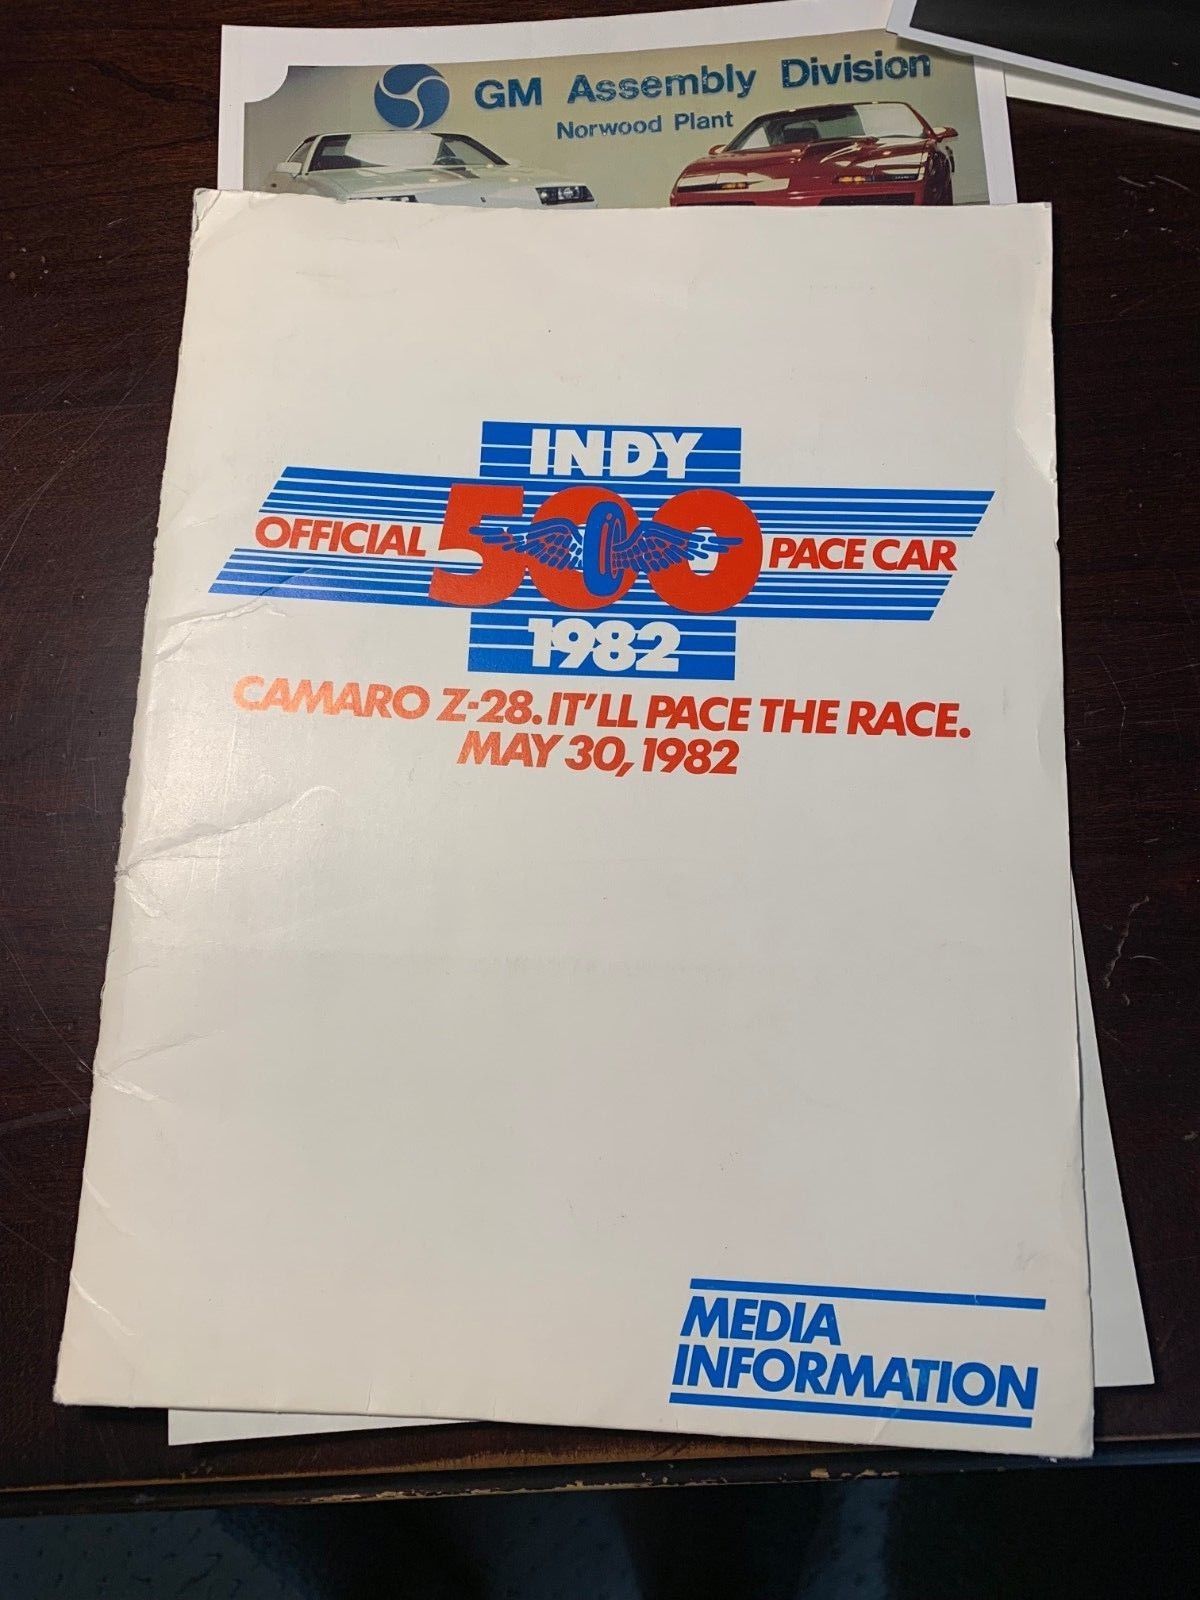 GM Assembly Division
Norwood Plant
INDY
OFFICIAL 500 PACE CAR
1982
CAMARO Z-28. IT'LL PACE THE RACE.
MAY 30, 1982
MEDIA
INFORMATION